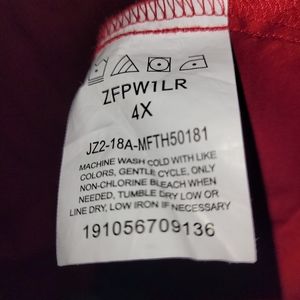 ZFPW1LR
4X
JZ2-18A-MFTH50181
MACHINE WASH COLD WITH LIKE
COLORS, GENTLE CYCLE, ONLY
NON-CHLORINE BLEACH WHEN
NEEDED, TUMBLE DRY LOW OR
LINE DRY, LOW IRON IF NECESSARY
191056709136